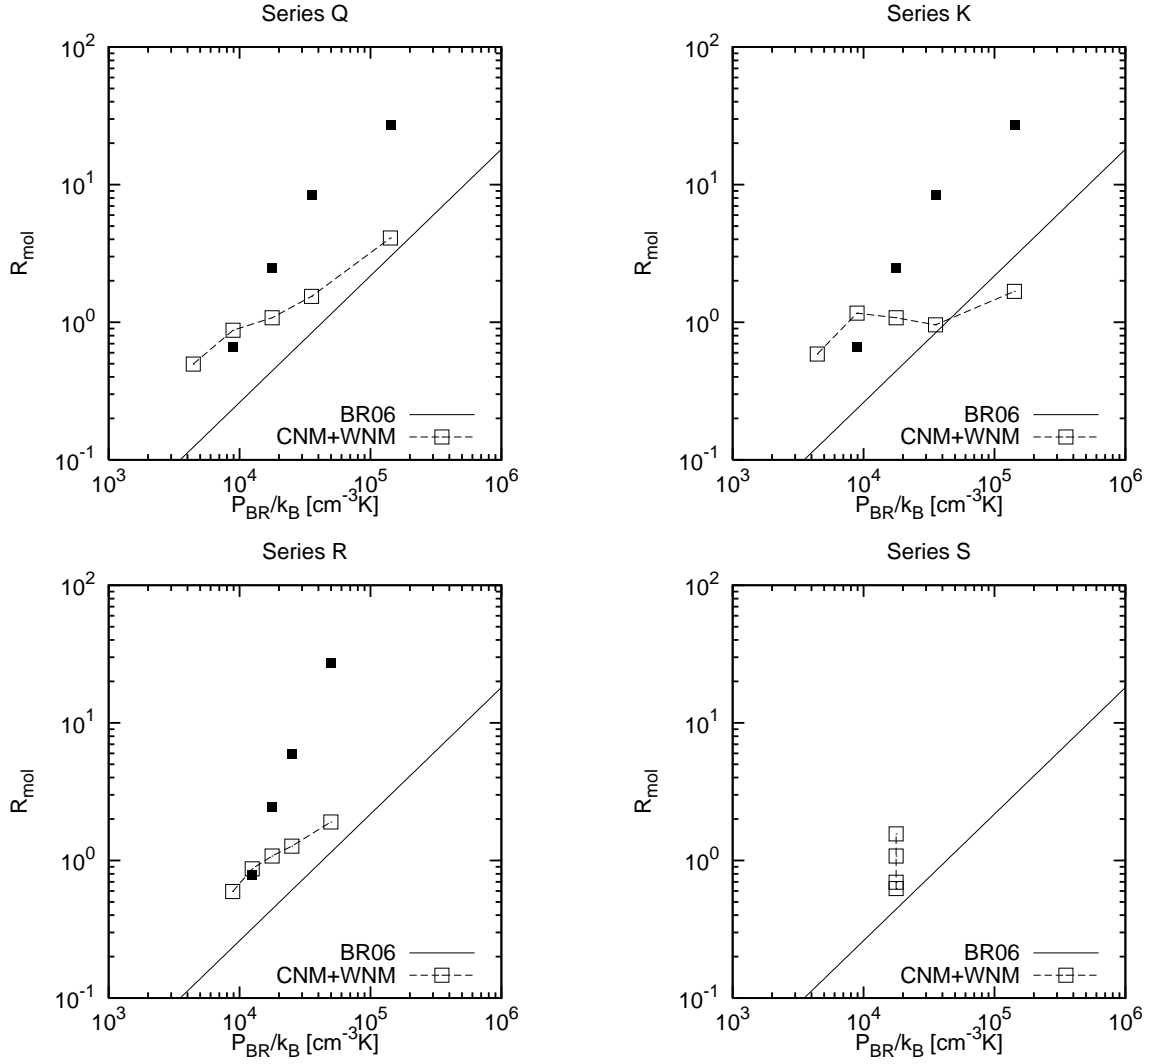 Series Q
10^2
10^1
10^0
10^-1
R_mol
BR06
CNM+WNM
10^3 10^4 10^5 10^6
P_BR/k_B [cm^-3K]
Series K
10^2
10^1
10^0
10^-1
R_mol
BR06
CNM+WNM
10^3 10^4 10^5 10^6
P_BR/k_B [cm^-3K]
Series R
10^2
10^1
10^0
10^-1
R_mol
BR06
CNM+WNM
10^3 10^4 10^5 10^6
P_BR/k_B [cm^-3K]
Series S
10^2
10^1
10^0
10^-1
R_mol
BR06
CNM+WNM
10^3 10^4 10^5 10^6
P_BR/k_B [cm^-3K]